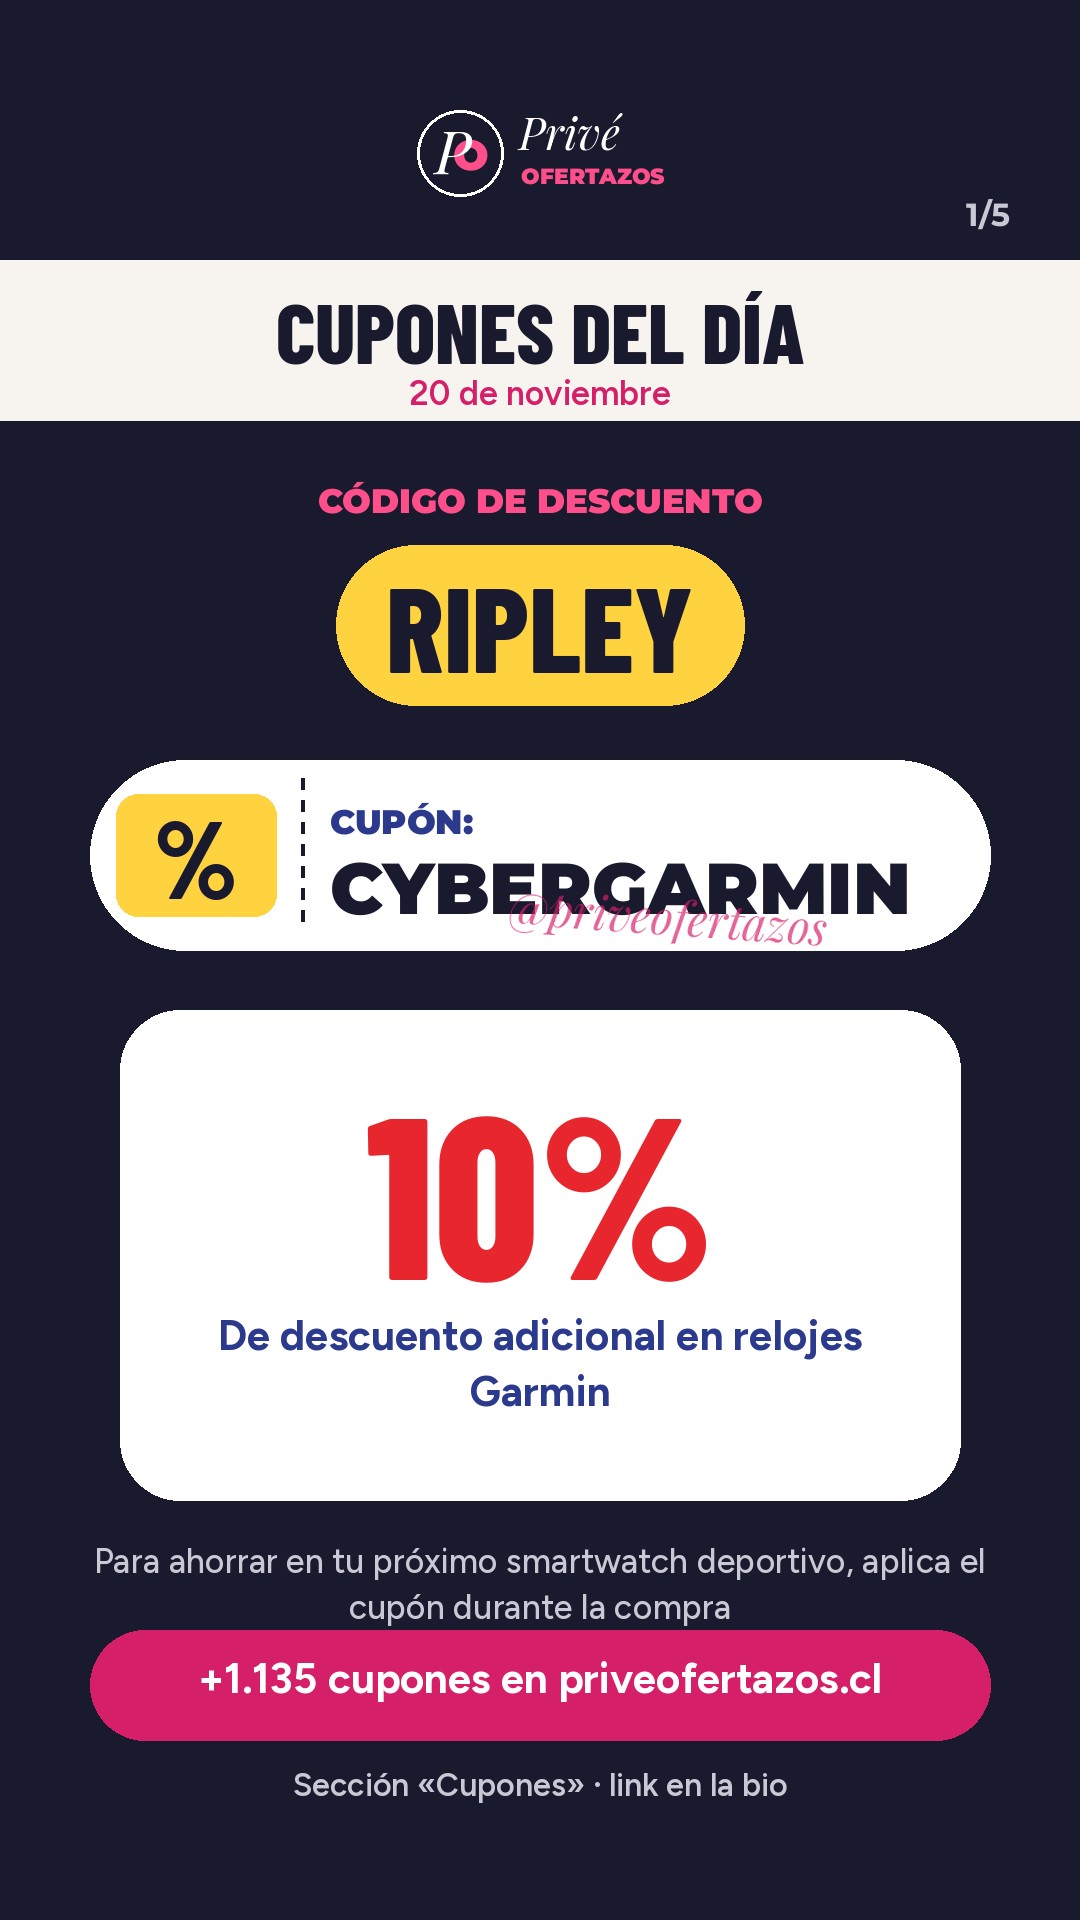 PO Privé
OFERTAZOS
1/5
CUPONES DEL DÍA
20 de noviembre
CÓDIGO DE DESCUENTO
RIPLEY
%
CUPÓN:
CYBERGARMIN
@priveofertazos
10%
De descuento adicional en relojes
Garmin
Para ahorrar en tu próximo smartwatch deportivo, aplica el
cupón durante la compra
+1.135 cupones en priveofertazos.cl
Sección «Cupones» · link en la bio